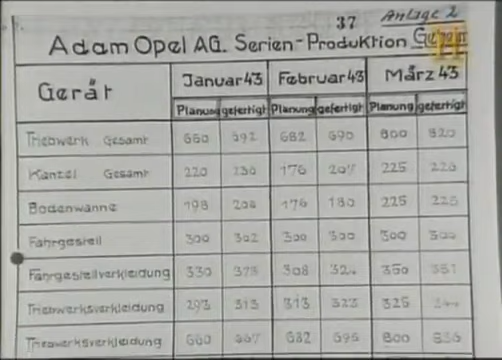 37 Anlage 2
Adam Opel AG. Serien-Produktion Geheim
Gerät Januar 43 Februar 43 März 43
Planung gefertigt Planung gefertigt Planung gefertigt
Triebwerk Gesamt 660 692 682 690 800 820
Kanzel Gesamt 220 230 176 207 225 226
Bodenwanne 198 208 176 180 225 225
Fahrgestell 300 302 300 300 300 300
Fahrgestellverkleidung 330 378 308 324 350 351
Triebwerksverkleidung 293 313 313 323 325
Triebwerksverkleidung 660 667 682 695 800 836